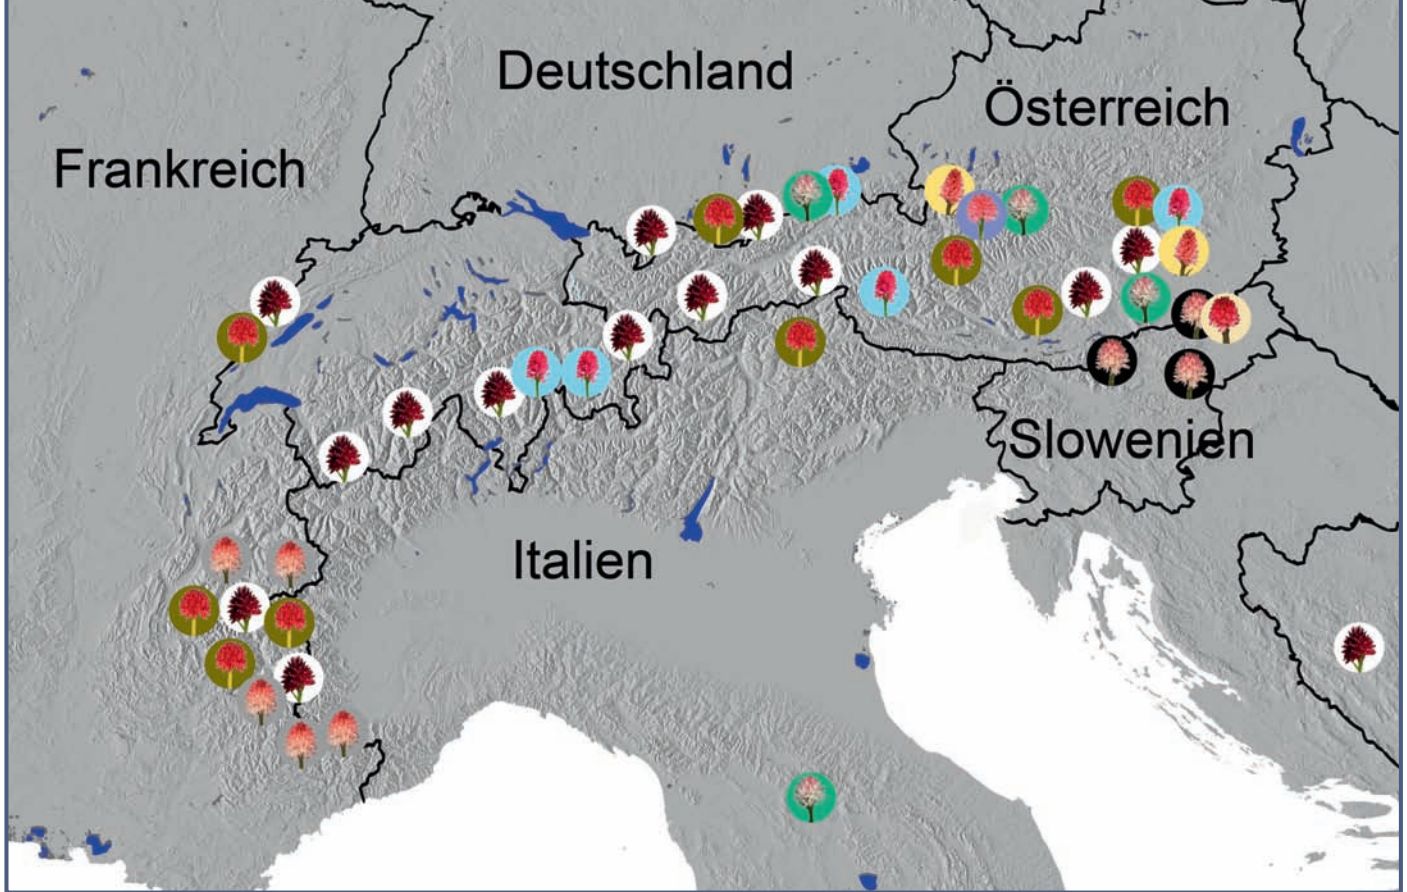 Deutschland
Österreich
Frankreich
Slowenien
Italien